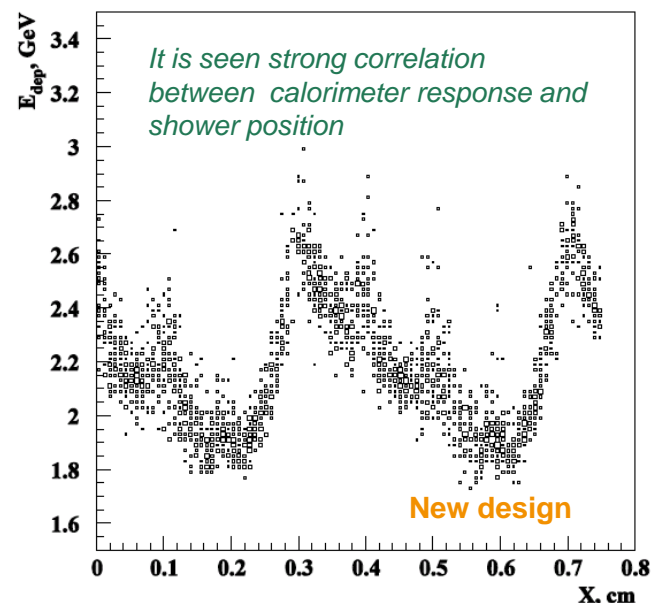 3.4
E_dep, GeV
It is seen strong correlation
3.2
between calorimeter response and
shower position
3
2.8
2.6
2.4
2.2
2
1.8
New design
1.6
0 0.1 0.2 0.3 0.4 0.5 0.6 0.7 0.8
X, cm